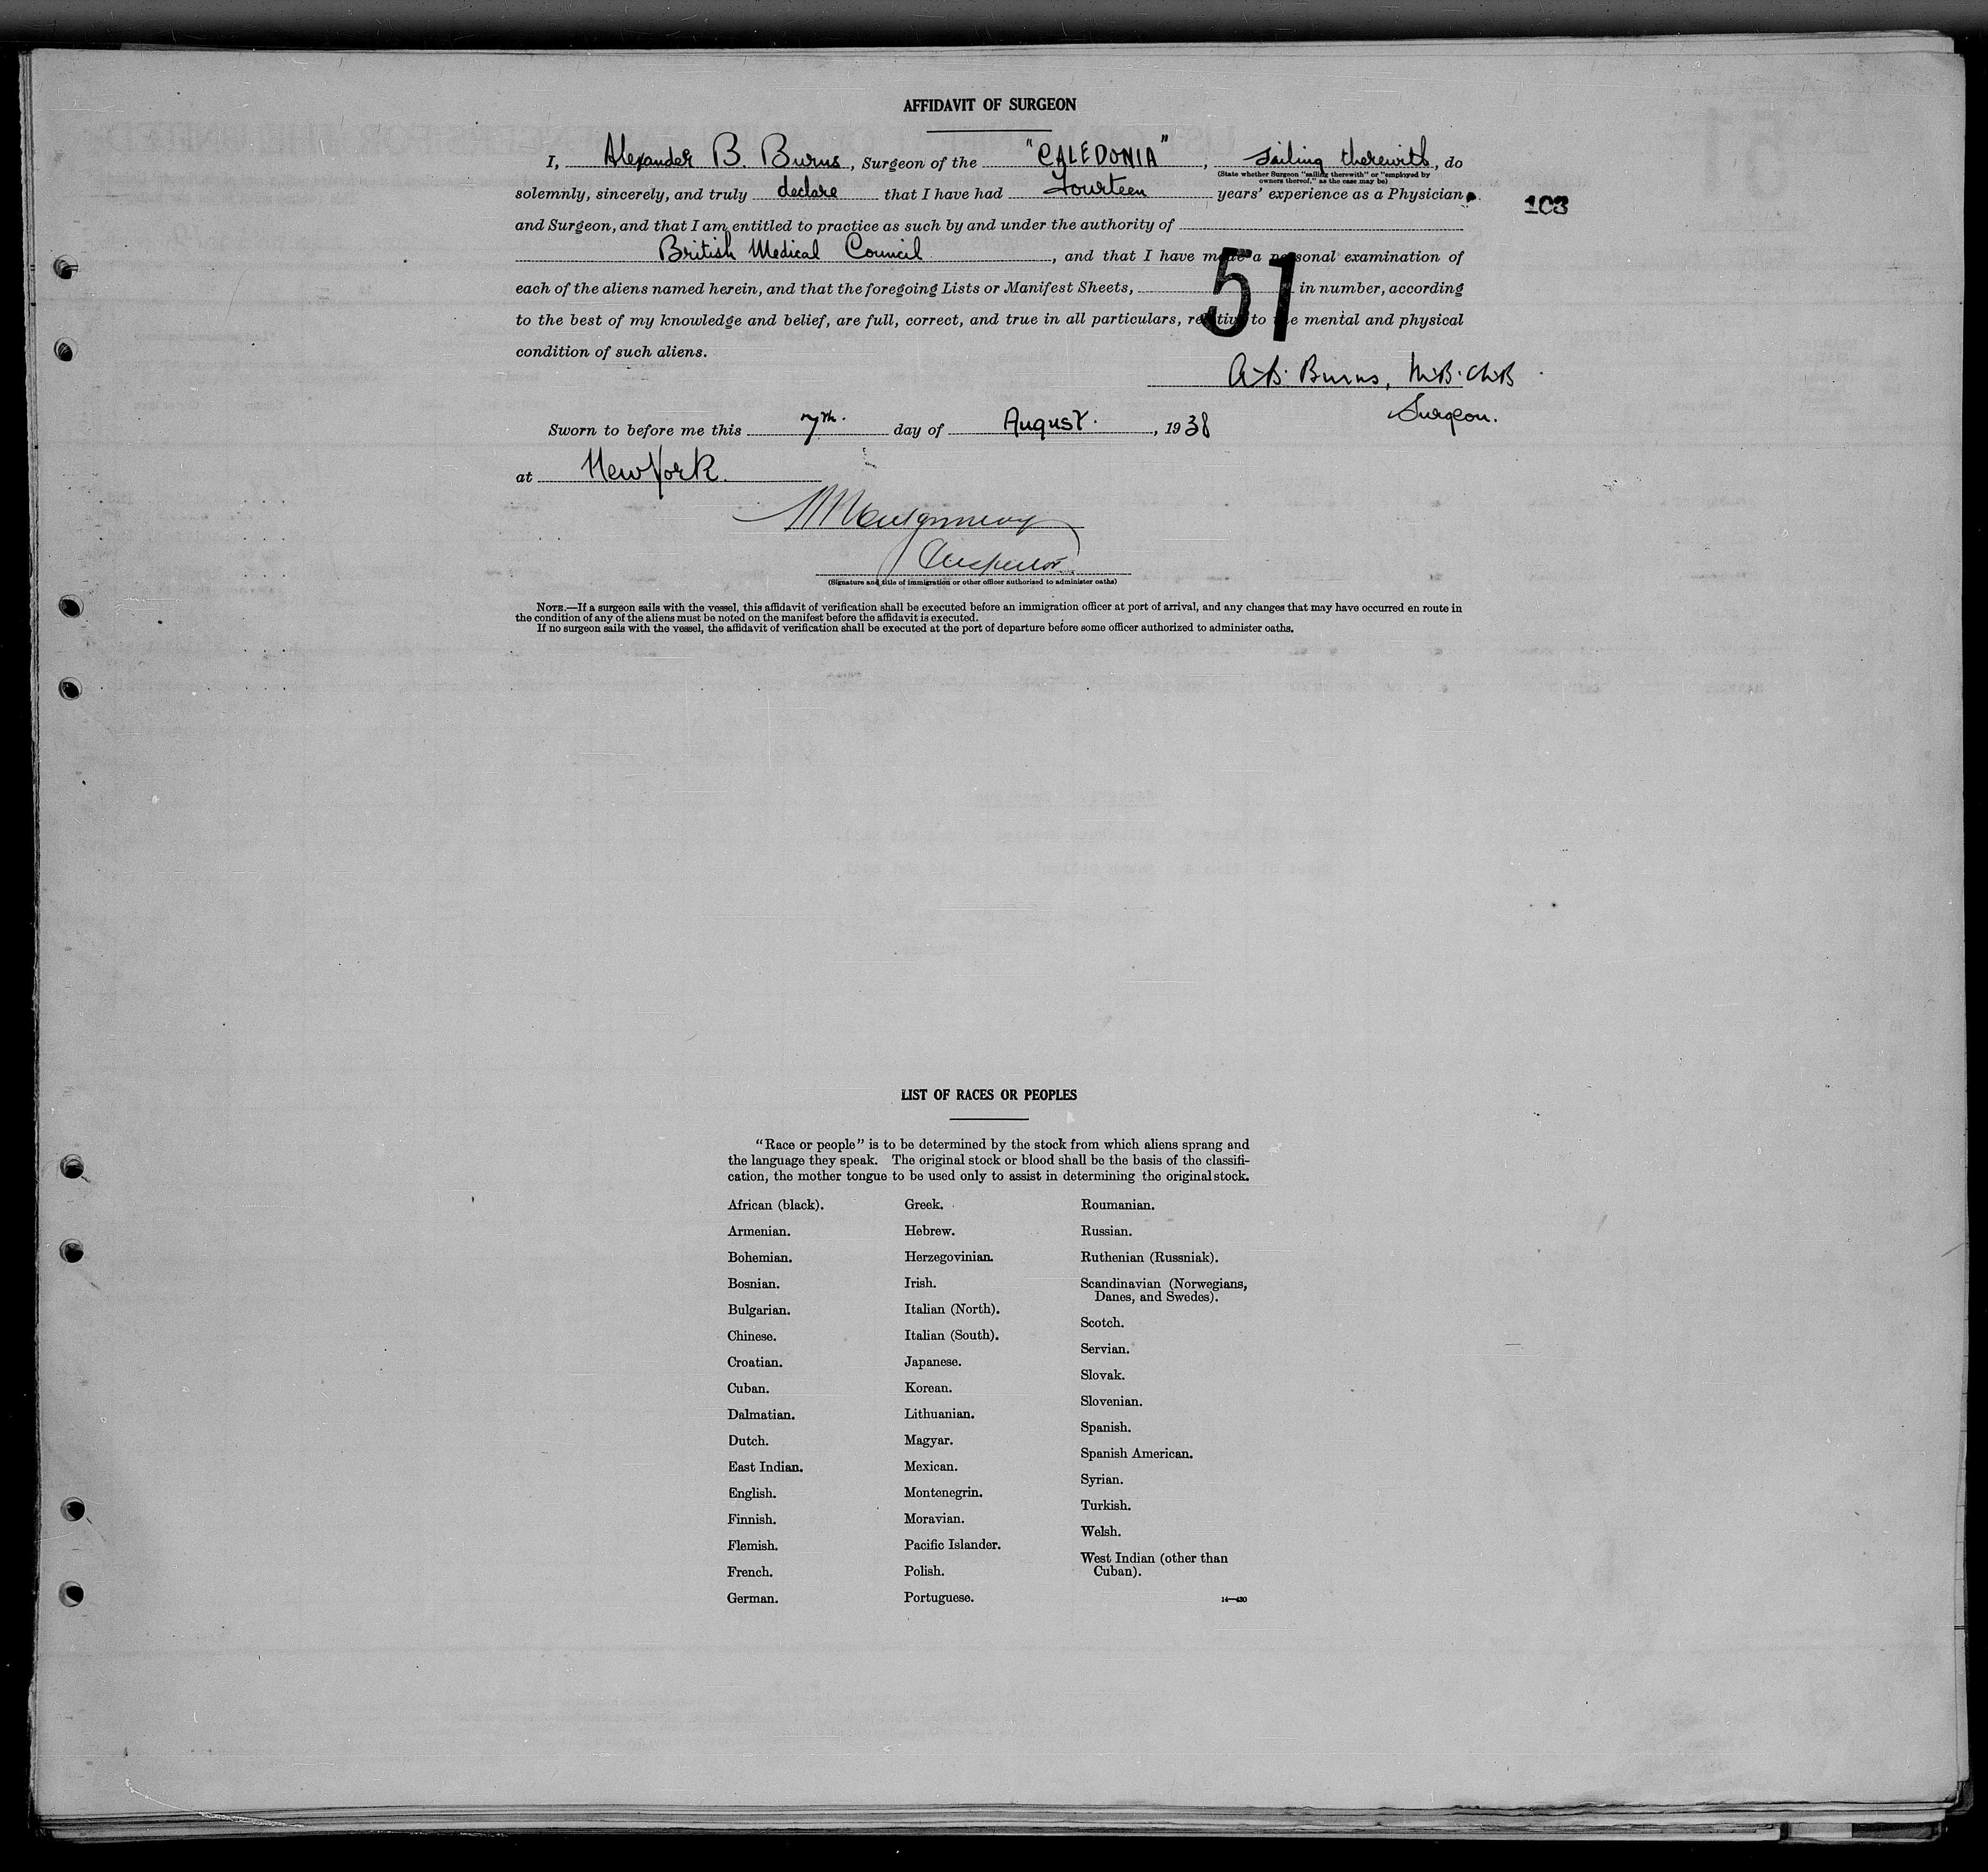 AFFIDAVIT OF SURGEON
I, Alexander B. Burns, Surgeon of the "CALEDONIA", sailing therewith, do
(State whether Surgeon "sailing therewith" or "employed by
owners thereof," as the case may be)
solemnly, sincerely, and truly declare that I have had fourteen years' experience as a Physician
103
and Surgeon, and that I am entitled to practice as such by and under the authority of
British Medical Council, and that I have made a personal examination of
each of the aliens named herein, and that the foregoing Lists or Manifest Sheets, 51 in number, according
to the best of my knowledge and belief, are full, correct, and true in all particulars, relative to the mental and physical
condition of such aliens.
A. B. Burns, M.B. Ch.B
Surgeon.
Sworn to before me this 7th. day of August., 1938
at New York.
Montgomery
Inspector
(Signature and title of immigration or other officer authorized to administer oaths)
NOTE.—If a surgeon sails with the vessel, this affidavit of verification shall be executed before an immigration officer at port of arrival, and any changes that may have occurred en route in
the condition of any of the aliens must be noted on the manifest before the affidavit is executed.
If no surgeon sails with the vessel, the affidavit of verification shall be executed at the port of departure before some officer authorized to administer oaths.
LIST OF RACES OR PEOPLES
"Race or people" is to be determined by the stock from which aliens sprang and
the language they speak. The original stock or blood shall be the basis of the classifi-
cation, the mother tongue to be used only to assist in determining the original stock.
African (black).
Armenian.
Bohemian.
Bosnian.
Bulgarian.
Chinese.
Croatian.
Cuban.
Dalmatian.
Dutch.
East Indian.
English.
Finnish.
Flemish.
French.
German.
Greek.
Hebrew.
Herzegovinian.
Irish.
Italian (North).
Italian (South).
Japanese.
Korean.
Lithuanian.
Magyar.
Mexican.
Montenegrin.
Moravian.
Pacific Islander.
Polish.
Portuguese.
Roumanian.
Russian.
Ruthenian (Russniak).
Scandinavian (Norwegians,
Danes, and Swedes).
Scotch.
Servian.
Slovak.
Slovenian.
Spanish.
Spanish American.
Syrian.
Turkish.
Welsh.
West Indian (other than
Cuban).
14—430